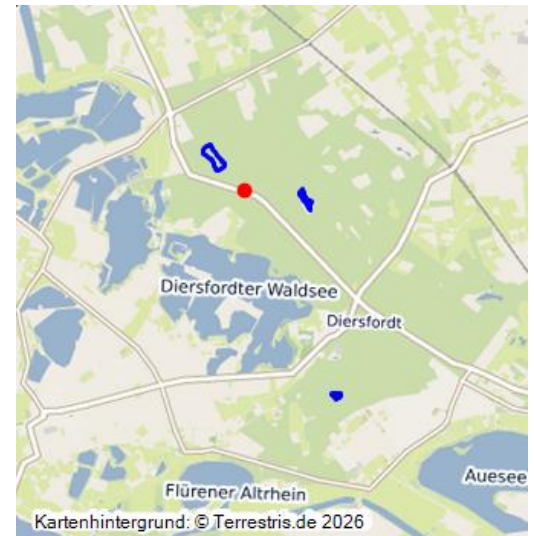 Diersfordter Waldsee
Diersfordt
Auesee
Flürener Altrhein
Kartenhintergrund: © Terrestris.de 2026